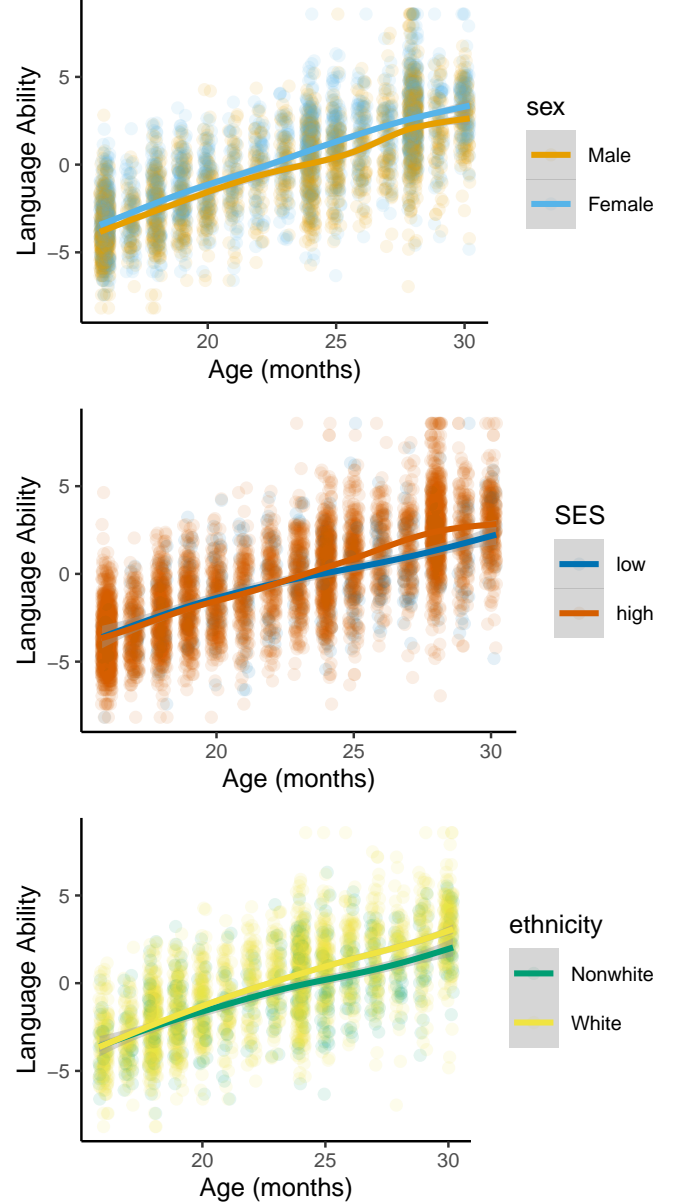 Language Ability
5
0
−5
20
25
30
Age (months)
sex
Male
Female
Language Ability
5
0
−5
20
25
30
Age (months)
SES
low
high
Language Ability
5
0
−5
20
25
30
Age (months)
ethnicity
Nonwhite
White